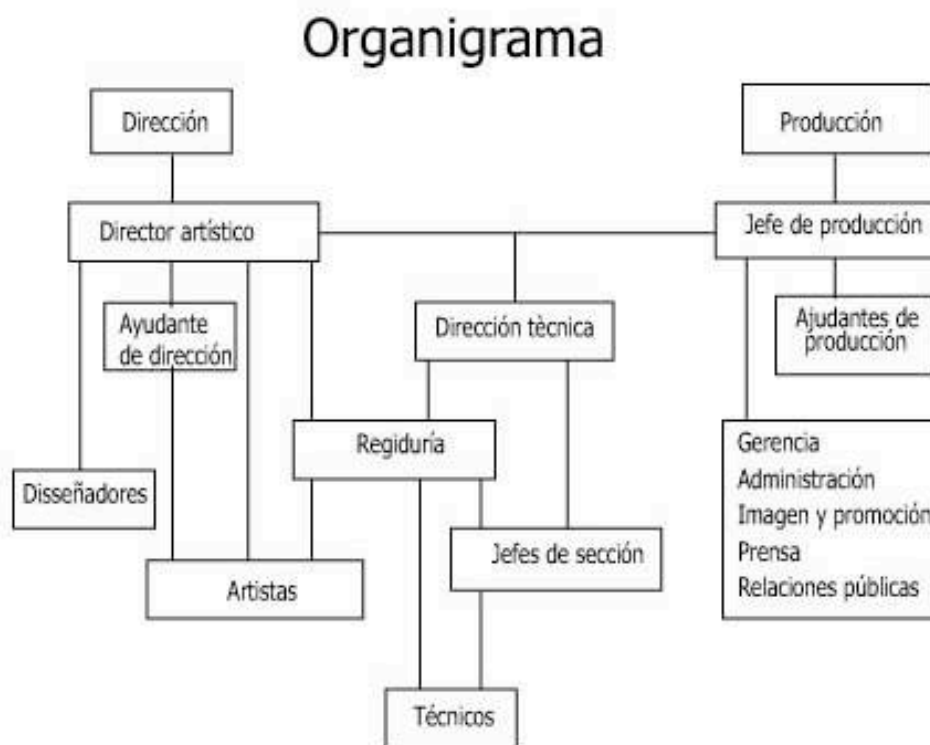 Organigrama
Dirección
Producción
Director artístico
Jefe de producción
Ayudante
de dirección
Dirección tècnica
Ajudantes de
producción
Regiduría
Disseñadores
Gerencia
Administración
Imagen y promoción
Prensa
Relaciones públicas
Jefes de sección
Artistas
Técnicos